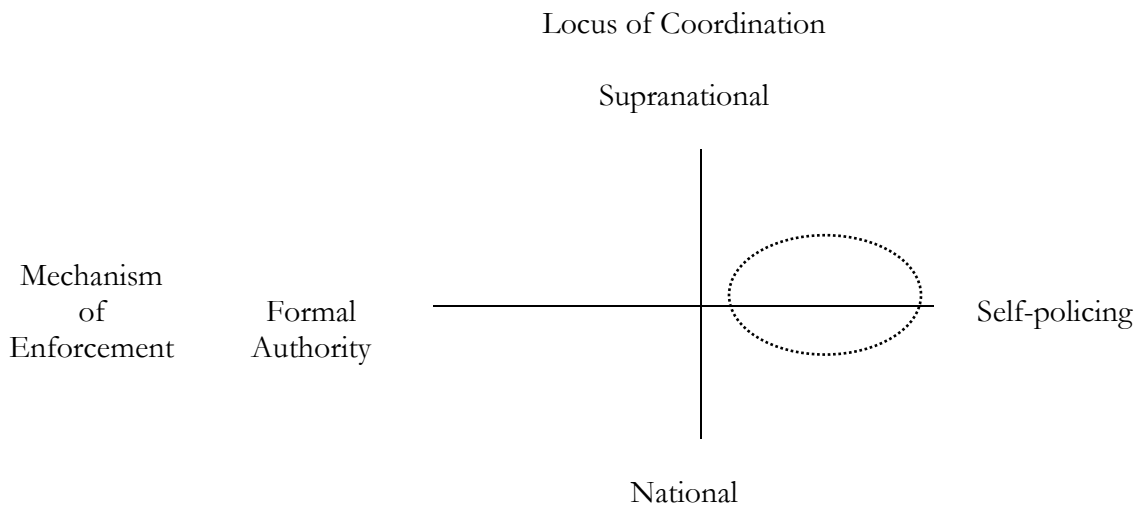 Locus of Coordination
Supranational
Mechanism
of
Enforcement
Formal
Authority
Self-policing
National